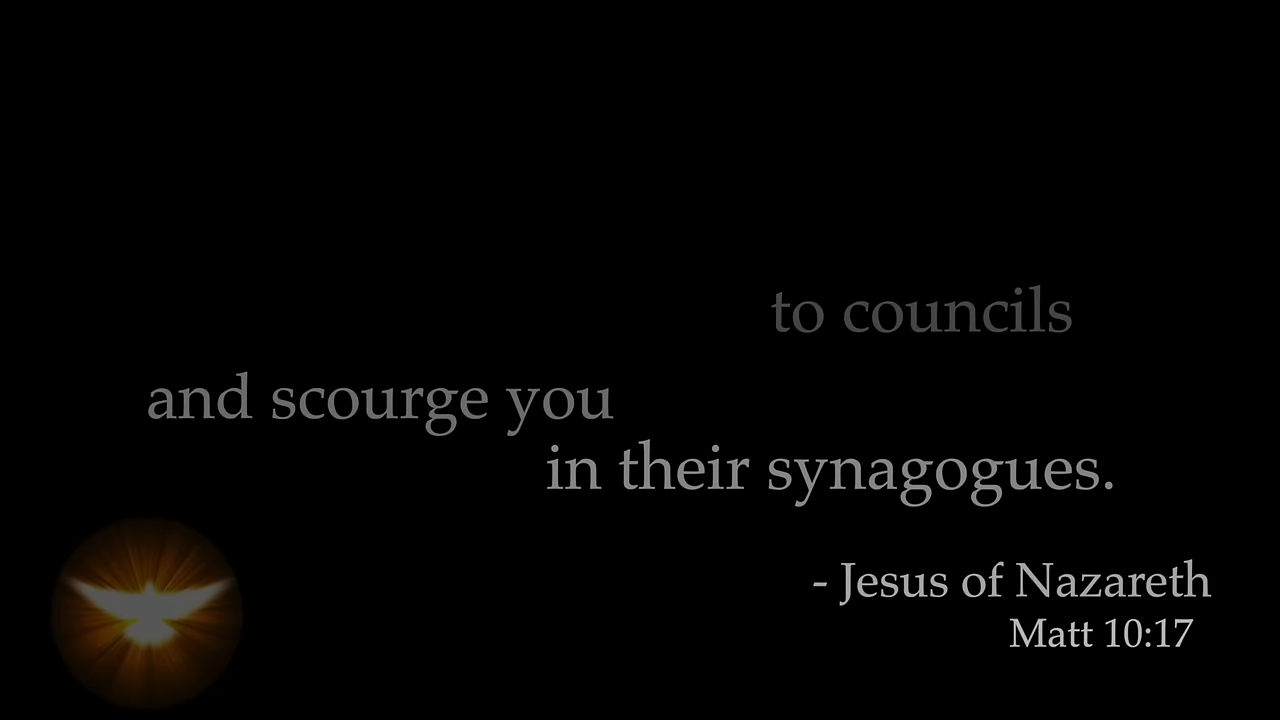 to councils
and scourge you
in their synagogues.
- Jesus of Nazareth
Matt 10:17